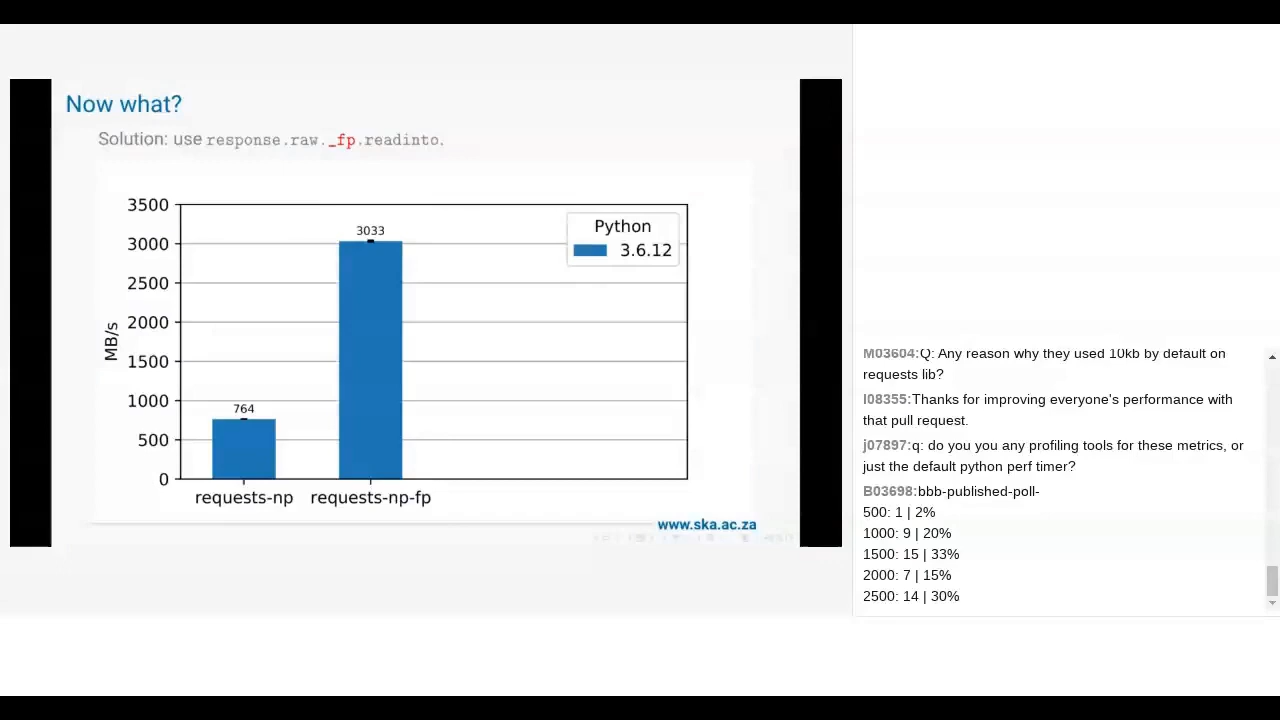 Now what?
Solution: use response.raw._fp.readinto.
3500
3000
2500
2000
1500
1000
500
0
MB/s
764
3033
Python
3.6.12
requests-np
requests-np-fp
www.ska.ac.za
M03604:Q: Any reason why they used 10kb by default on
requests lib?
I08355:Thanks for improving everyone's performance with
that pull request.
j07897:q: do you you any profiling tools for these metrics, or
just the default python perf timer?
B03698:bbb-published-poll-
500: 1 | 2%
1000: 9 | 20%
1500: 15 | 33%
2000: 7 | 15%
2500: 14 | 30%